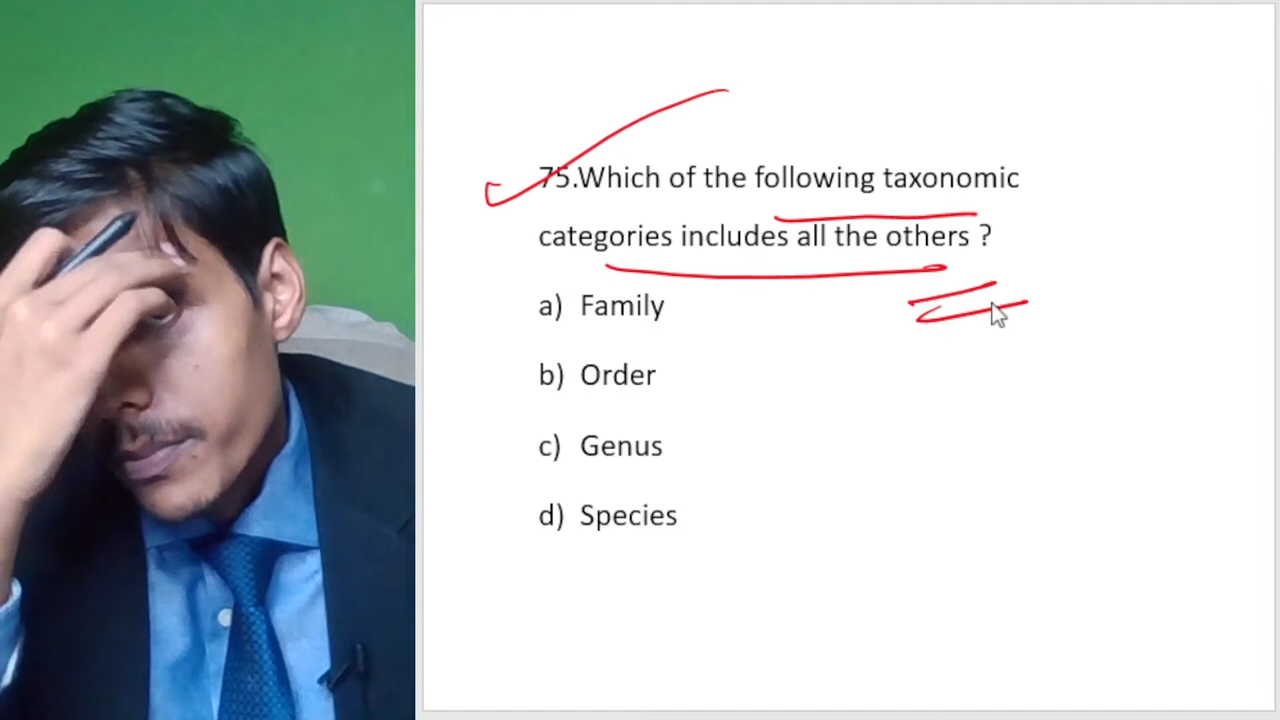 75.Which of the following taxonomic
categories includes all the others ?
a) Family
b) Order
c) Genus
d) Species